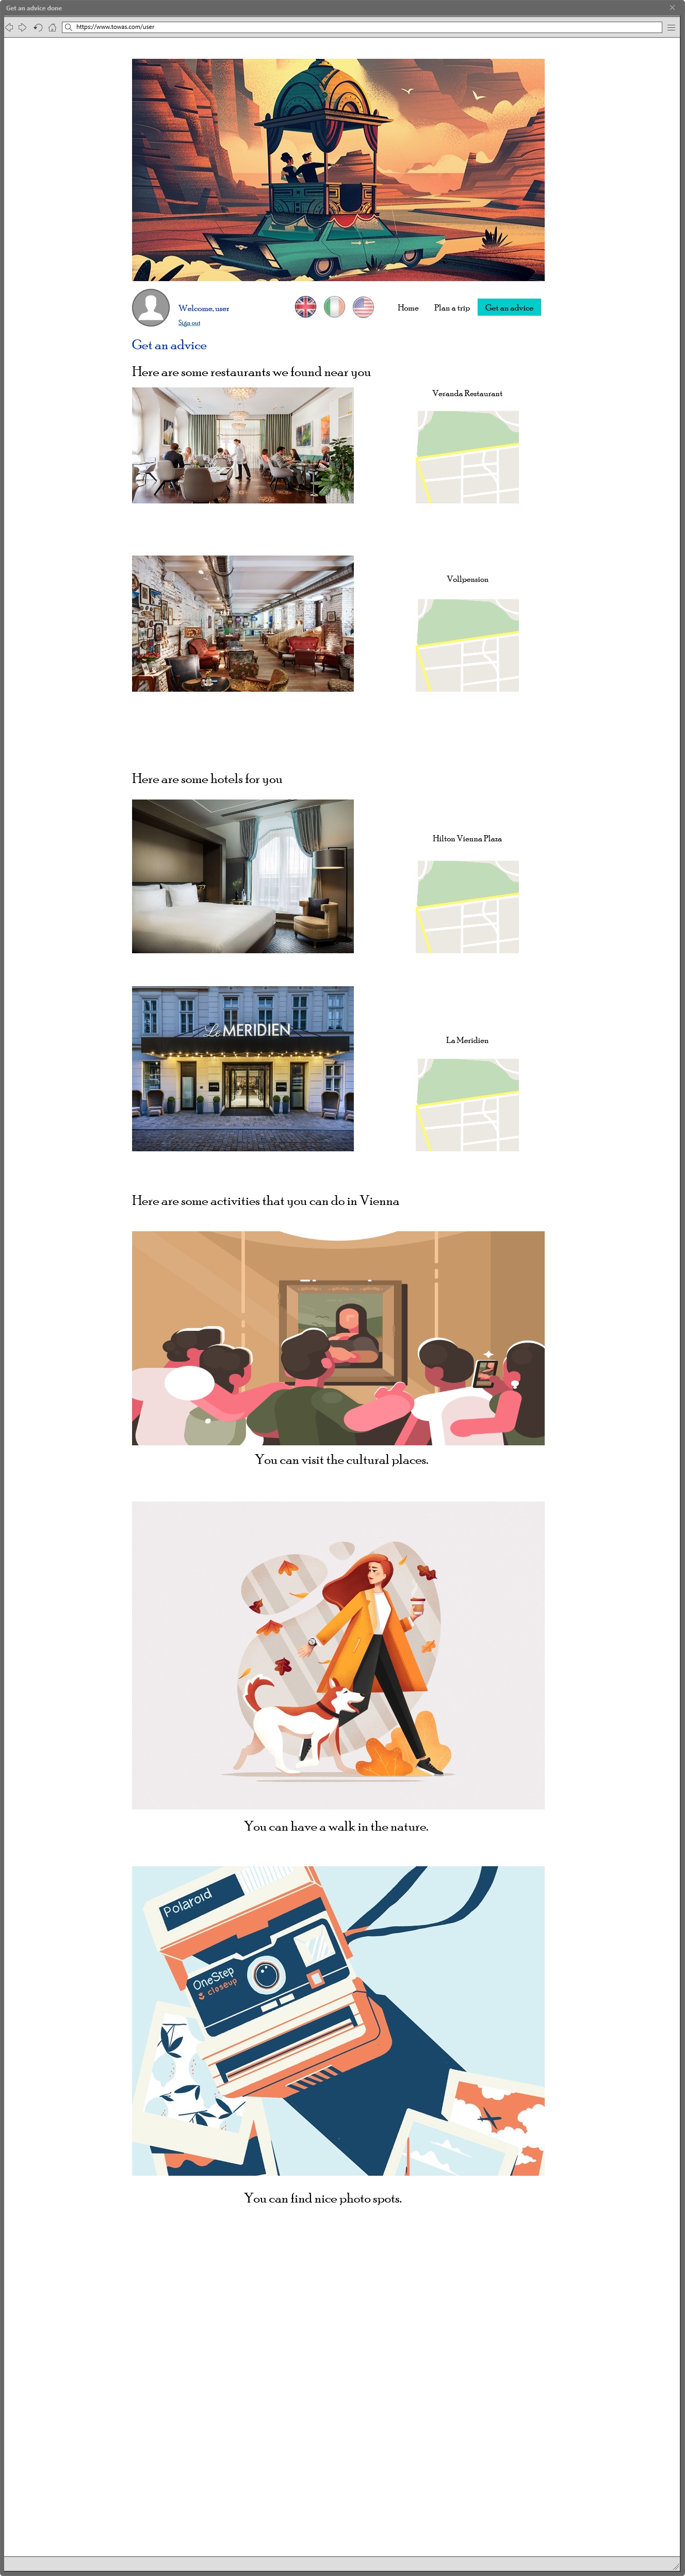 Get an advice done
https://www.towas.com/user
Welcome, user
Sign out
Home
Plan a trip
Get an advice
Get an advice
Here are some restaurants we found near you
Veranda Restaurant
Vollpension
Here are some hotels for you
Hilton Vienna Plaza
Le MERIDIEN
La Meridien
Here are some activities that you can do in Vienna
You can visit the cultural places.
You can have a walk in the nature.
Polaroid
OneStep
closeup
You can find nice photo spots.